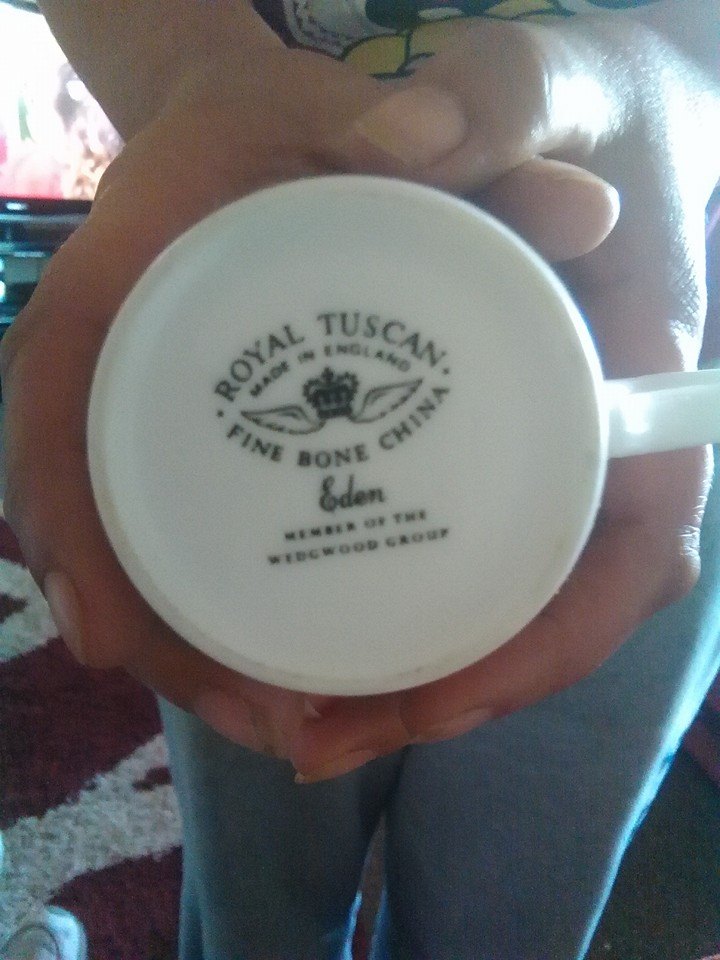 · ROYAL TUSCAN ·
MADE IN ENGLAND
FINE BONE CHINA
Eden
MEMBER OF THE
WEDGWOOD GROUP